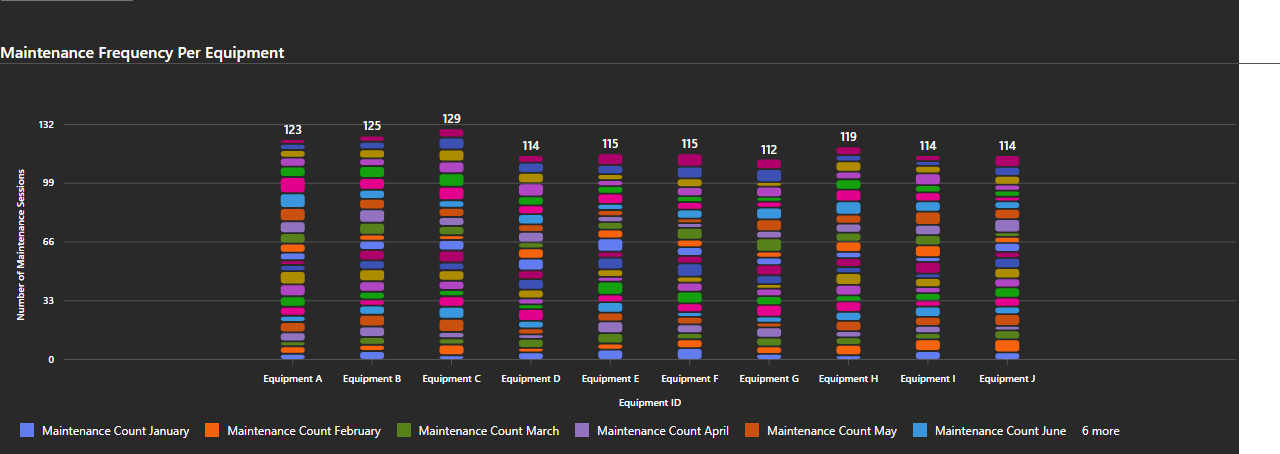 Maintenance Frequency Per Equipment
132
99
66
33
0
Number of Maintenance Sessions
123
125
129
114
115
115
112
119
114
114
Equipment A
Equipment B
Equipment C
Equipment D
Equipment E
Equipment F
Equipment G
Equipment H
Equipment I
Equipment J
Equipment ID
Maintenance Count January
Maintenance Count February
Maintenance Count March
Maintenance Count April
Maintenance Count May
Maintenance Count June
6 more